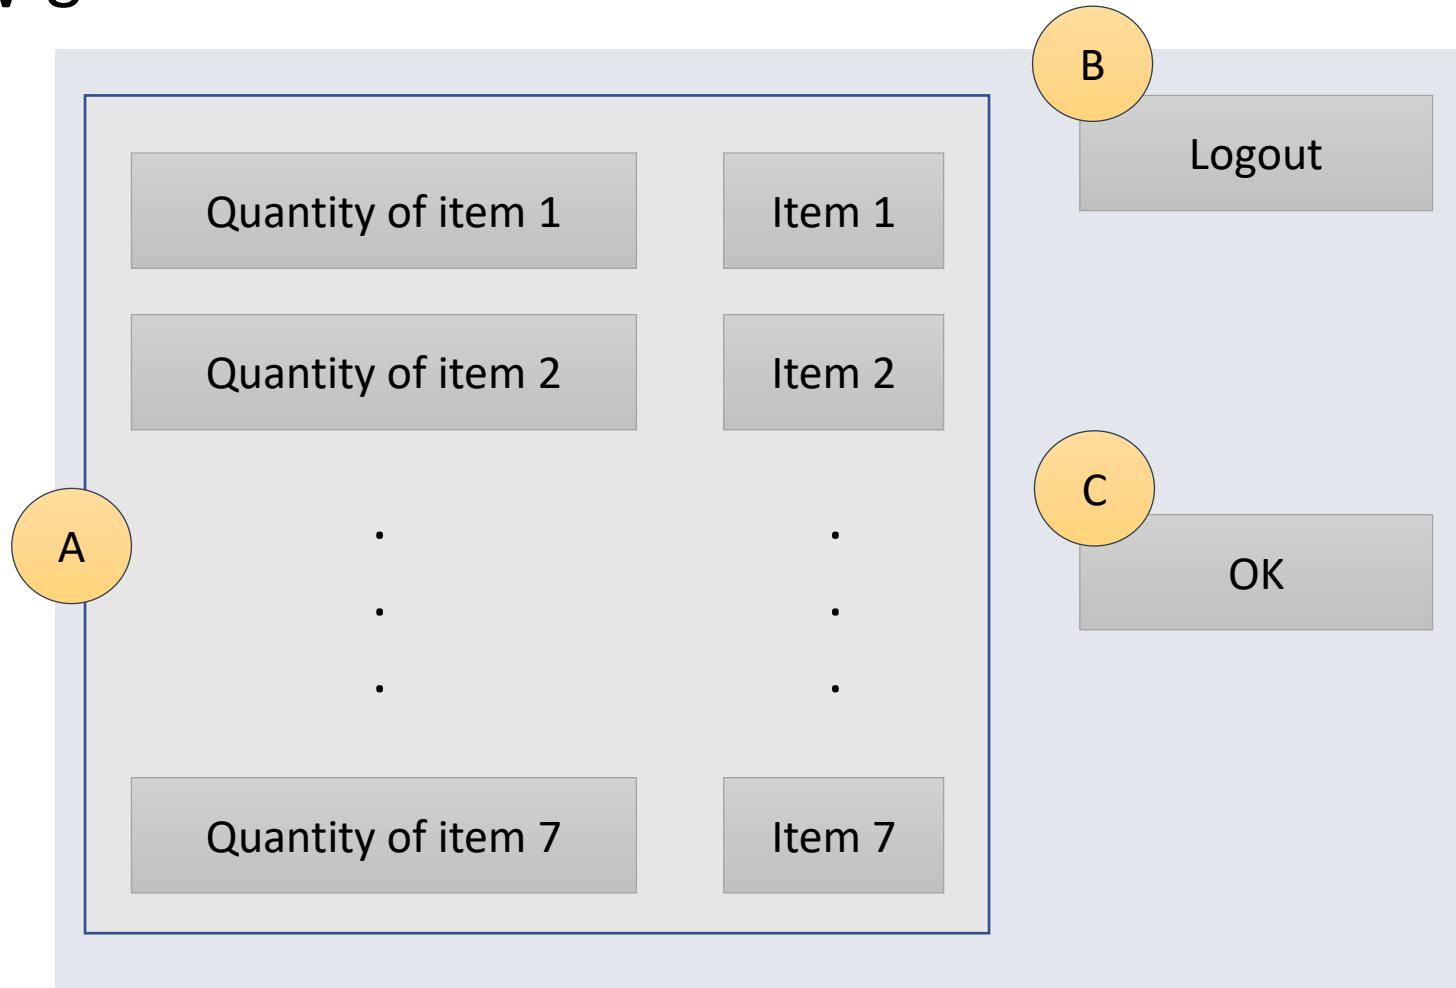 B
Logout
Quantity of item 1 Item 1
Quantity of item 2 Item 2
C
A
. .
OK
. .
. .
Quantity of item 7 Item 7